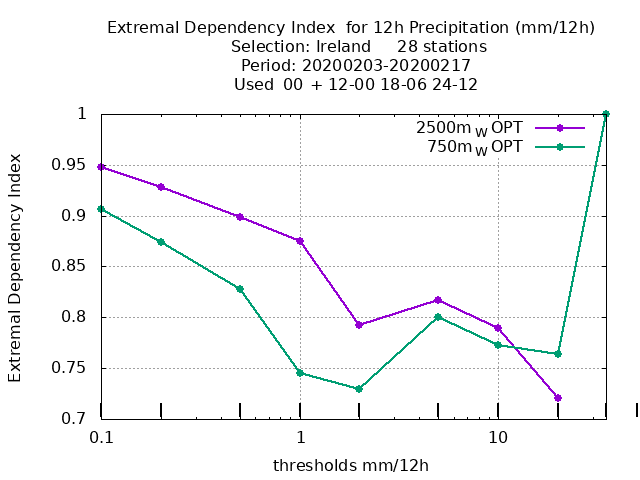 Extremal Dependency Index  for 12h Precipitation (mm/12h)
Selection: Ireland     28 stations
Period: 20200203-20200217
Used  00  + 12-00 18-06 24-12
2500m_W OPT
750m_W OPT
1
0.95
0.9
0.85
0.8
0.75
0.7
0.1
1
10
Extremal Dependency Index
thresholds mm/12h